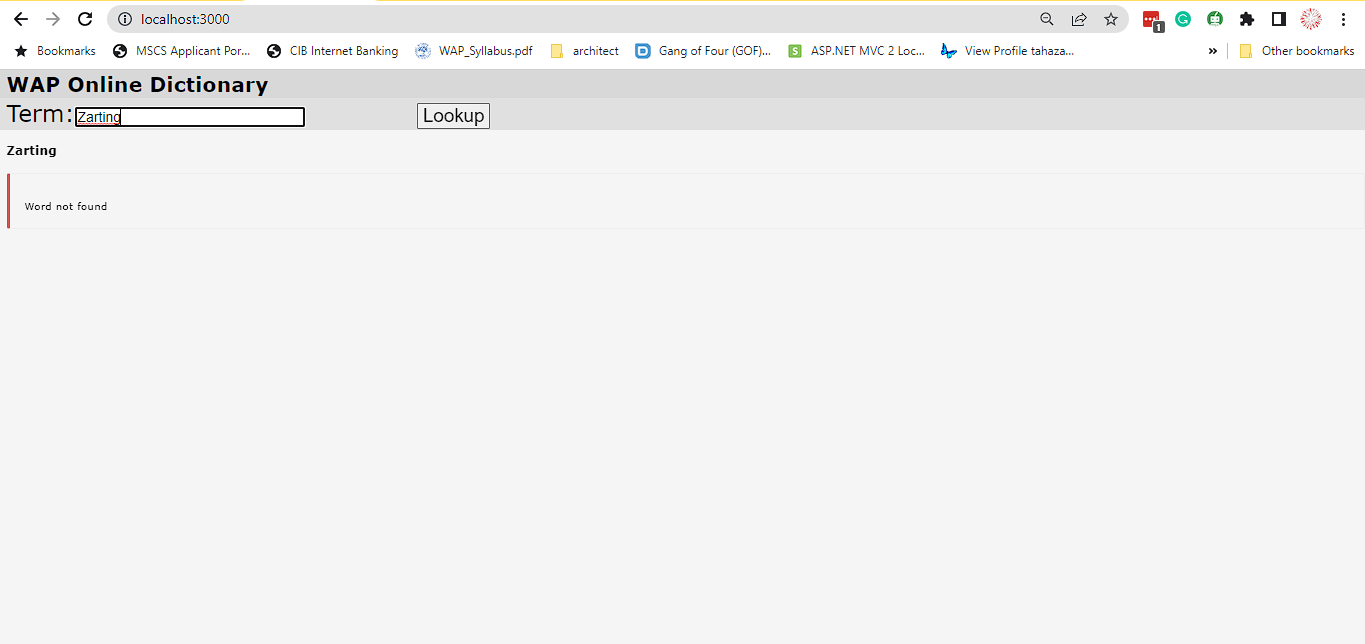 localhost:3000
1
Bookmarks MSCS Applicant Por... CIB Internet Banking WAP_Syllabus.pdf architect Gang of Four (GOF)... S ASP.NET MVC 2 Loc... View Profile tahaza... » Other bookmarks
WAP Online Dictionary
Term: Zarting Lookup
Zarting
Word not found